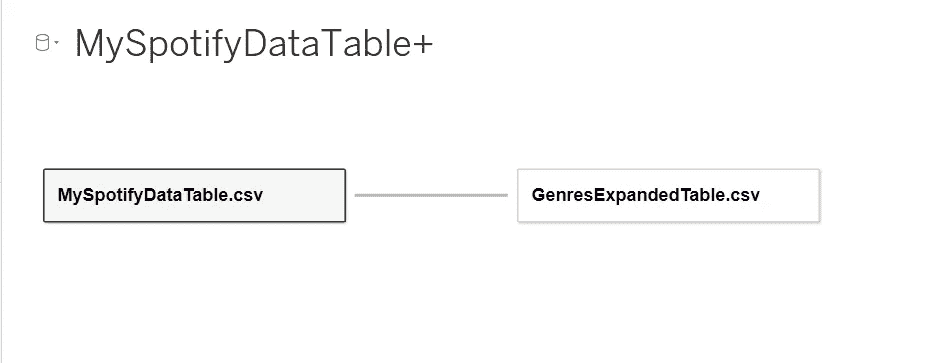 MySpotifyDataTable+
MySpotifyDataTable.csv
GenresExpandedTable.csv